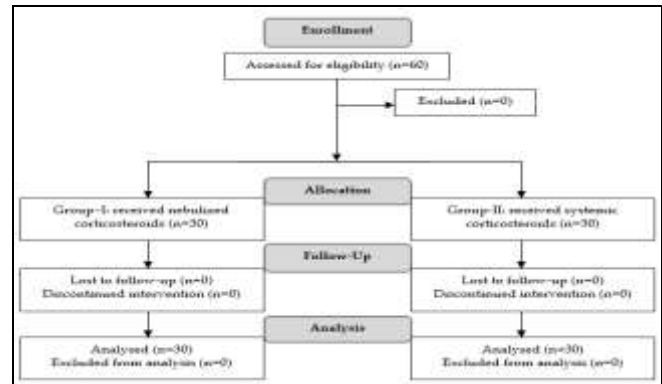 Enrollment
Assessed for eligibility (n=60)
Excluded (n=0)
Allocation
Group-I: received nebulized
corticosteroids (n=30)
Group-II: received systemic
corticosteroids (n=30)
Follow-Up
Lost to follow-up (n=0)
Discontinued intervention (n=0)
Lost to follow-up (n=0)
Discontinued intervention (n=0)
Analysis
Analysed (n=30)
Excluded from analysis (n=0)
Analysed (n=30)
Excluded from analysis (n=0)